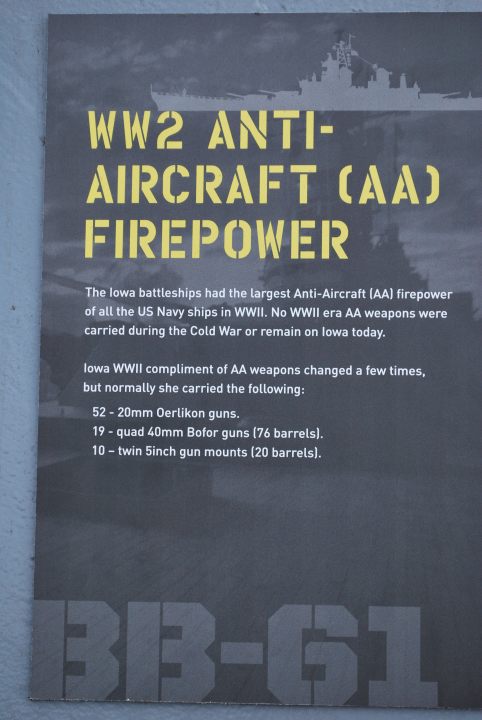 WW2 ANTI-
AIRCRAFT (AA)
FIREPOWER
The Iowa battleships had the largest Anti-Aircraft (AA) firepower
of all the US Navy ships in WWII. No WWII era AA weapons were
carried during the Cold War or remain on Iowa today.
Iowa WWII compliment of AA weapons changed a few times,
but normally she carried the following:
52 - 20mm Oerlikon guns.
19 - quad 40mm Bofor guns (76 barrels).
10 – twin 5inch gun mounts (20 barrels).
BB-61